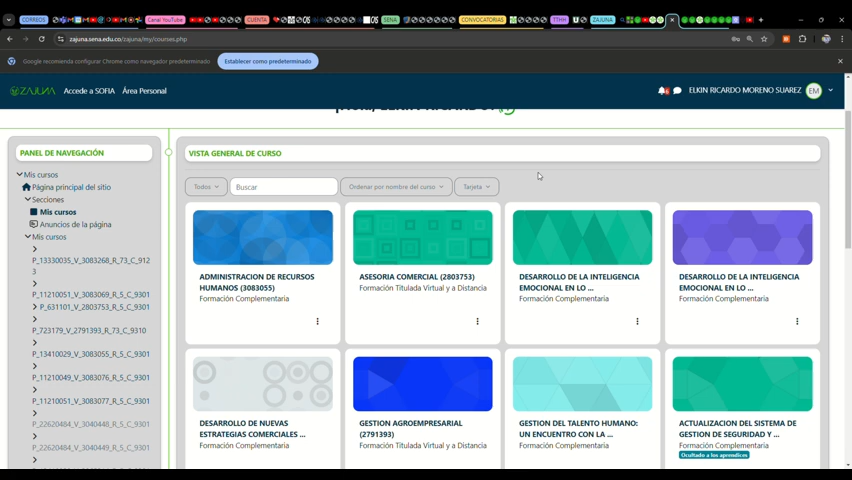 CORREOS
Canal YouTube
CUENTA
SENA
CONVOCATORIAS
TTHH
ZAJUNA
zajuna.sena.edu.co/zajuna/my/courses.php
Google recomienda configurar Chrome como navegador predeterminado
Establecer como predeterminado
ZAJUNA
Accede a SOFIA
Área Personal
ELKIN RICARDO MORENO SUAREZ
EM
PANEL DE NAVEGACIÓN
Mis cursos
Página principal del sitio
Secciones
Mis cursos
Anuncios de la página
Mis cursos
P_13330035_V_3083268_R_73_C_912
3
P_11210051_V_3083069_R_5_C_9301
P_631101_V_2803753_R_5_C_9301
P_723179_V_2791393_R_73_C_9310
P_13410029_V_3083055_R_5_C_9301
P_11210049_V_3083076_R_5_C_9301
P_11210051_V_3083077_R_5_C_9301
P_22620484_V_3040448_R_5_C_9301
P_22620484_V_3040449_R_5_C_9301
VISTA GENERAL DE CURSO
Todos
Buscar
Ordenar por nombre del curso
Tarjeta
ADMINISTRACION DE RECURSOS
HUMANOS (3083055)
Formación Complementaria
ASESORIA COMERCIAL (2803753)
Formación Titulada Virtual y a Distancia
DESARROLLO DE LA INTELIGENCIA
EMOCIONAL EN LO ...
Formación Complementaria
DESARROLLO DE LA INTELIGENCIA
EMOCIONAL EN LO ...
Formación Complementaria
DESARROLLO DE NUEVAS
ESTRATEGIAS COMERCIALES ...
Formación Complementaria
GESTION AGROEMPRESARIAL
(2791393)
Formación Titulada Virtual y a Distancia
GESTION DEL TALENTO HUMANO:
UN ENCUENTRO CON LA ...
Formación Complementaria
ACTUALIZACION DEL SISTEMA DE
GESTION DE SEGURIDAD Y ...
Formación Complementaria
Ocultado a los aprendices